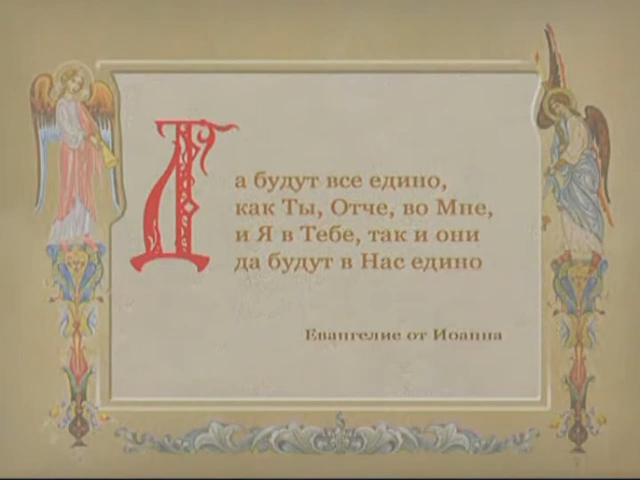 Да будут все едино,
как Ты, Отче, во Мне,
и Я в Тебе, так и они
да будут в Нас едино
Евангелие от Иоанна